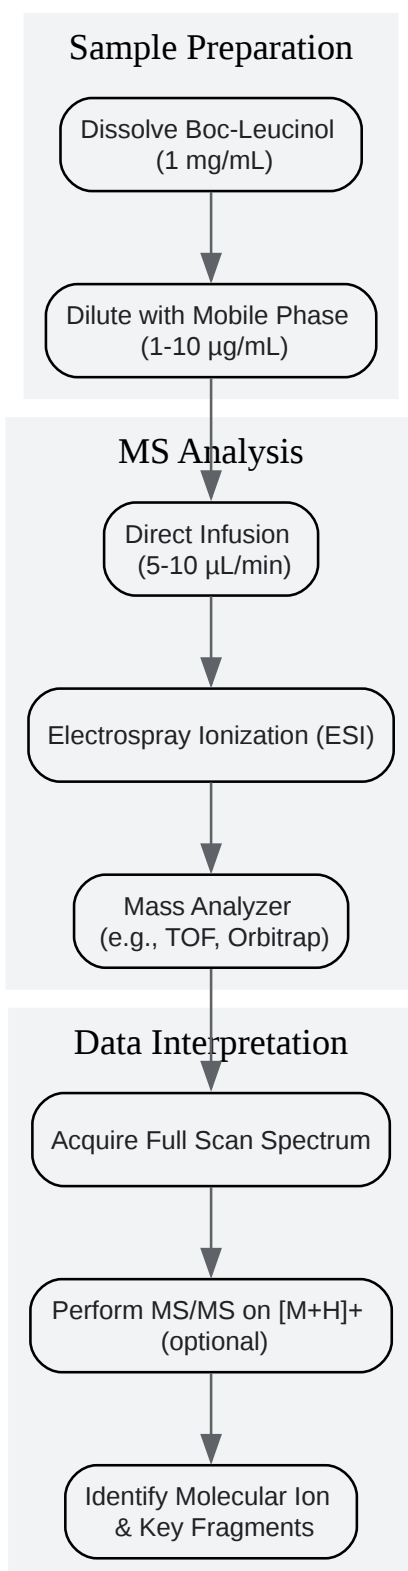 Sample Preparation
Dissolve Boc-Leucinol
(1 mg/mL)
Dilute with Mobile Phase
(1-10 µg/mL)
MS Analysis
Direct Infusion
(5-10 µL/min)
Electrospray Ionization (ESI)
Mass Analyzer
(e.g., TOF, Orbitrap)
Data Interpretation
Acquire Full Scan Spectrum
Perform MS/MS on [M+H]+
(optional)
Identify Molecular Ion
& Key Fragments